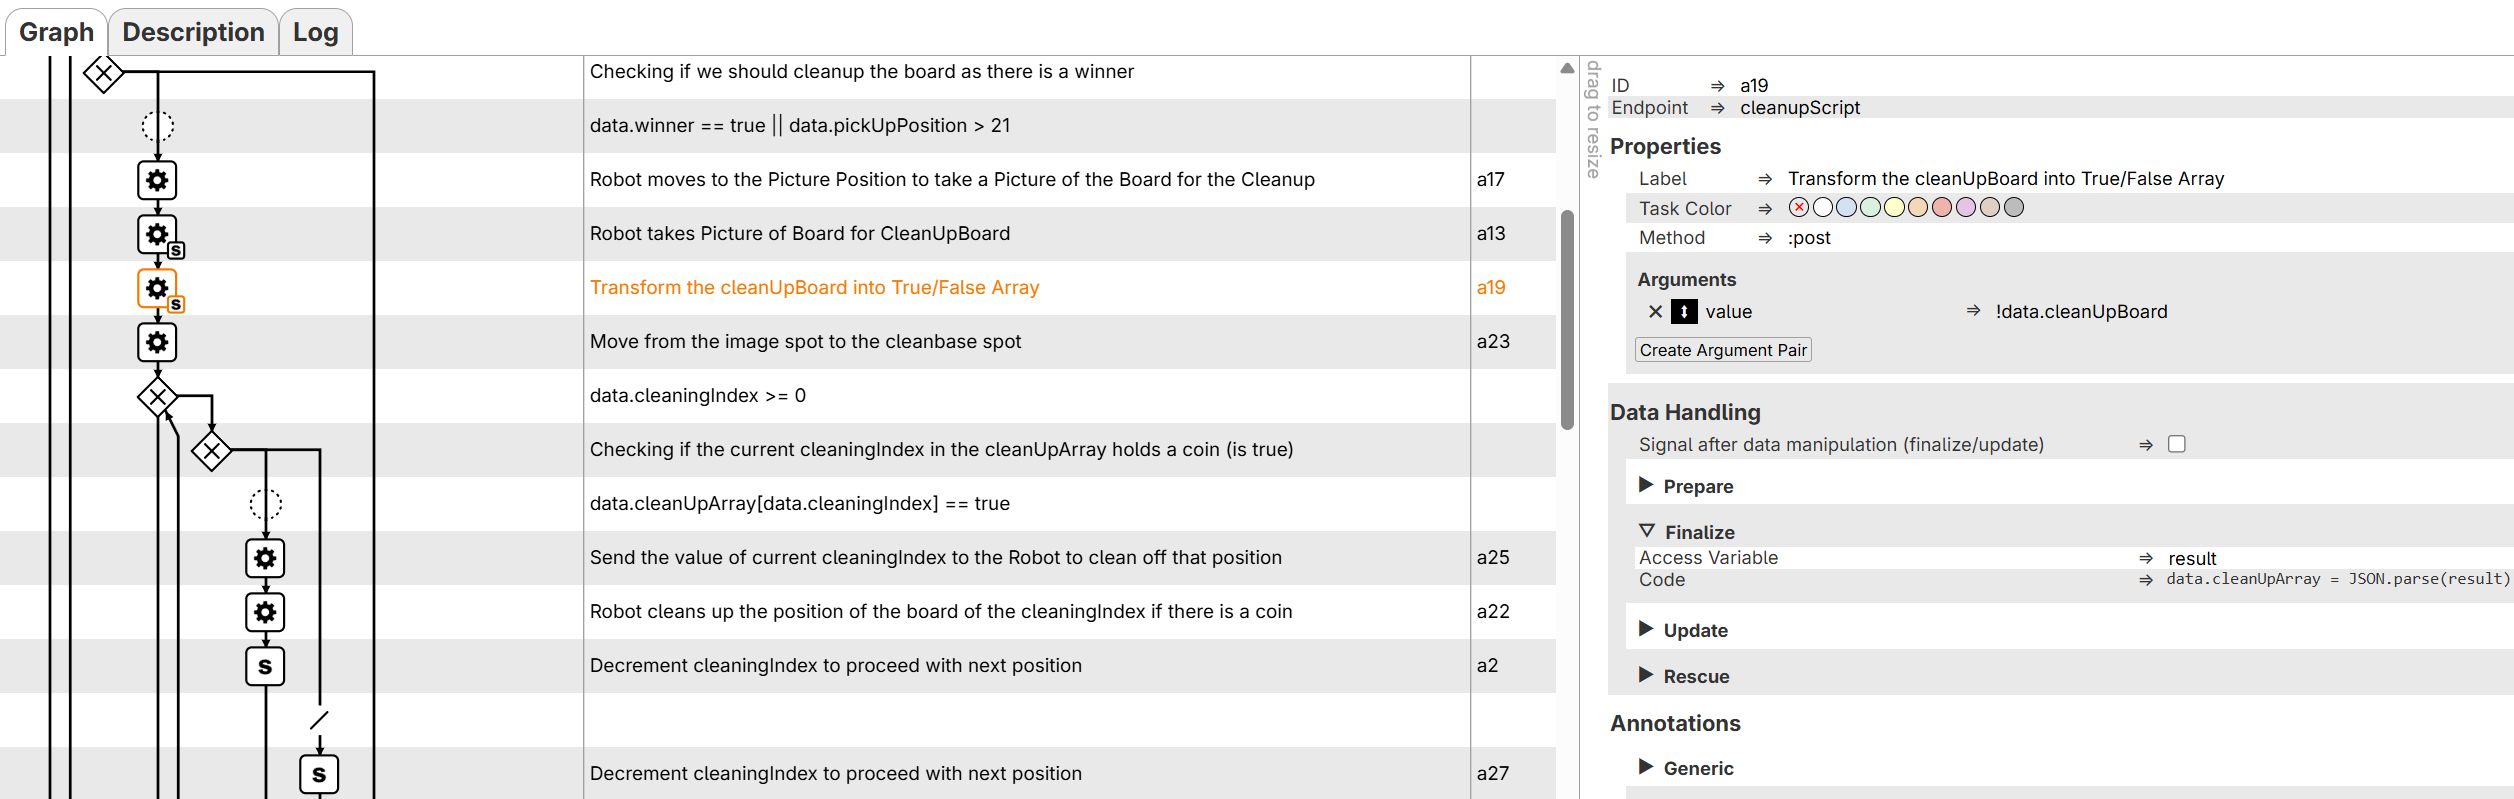 Graph Description Log
Checking if we should cleanup the board as there is a winner
data.winner == true || data.pickUpPosition > 21
Robot moves to the Picture Position to take a Picture of the Board for the Cleanup a17
Robot takes Picture of Board for CleanUpBoard a13
s
Transform the cleanUpBoard into True/False Array a19
s
Move from the image spot to the cleanbase spot a23
data.cleaningIndex >= 0
Checking if the current cleaningIndex in the cleanUpArray holds a coin (is true)
data.cleanUpArray[data.cleaningIndex] == true
Send the value of current cleaningIndex to the Robot to clean off that position a25
Robot cleans up the position of the board of the cleaningIndex if there is a coin a22
s Decrement cleaningIndex to proceed with next position a2
s Decrement cleaningIndex to proceed with next position a27
drag to resize
ID ⇒ a19
Endpoint ⇒ cleanupScript
Properties
Label ⇒ Transform the cleanUpBoard into True/False Array
Task Color ⇒
Method ⇒ :post
Arguments
value ⇒ !data.cleanUpBoard
Create Argument Pair
Data Handling
Signal after data manipulation (finalize/update) ⇒
Prepare
Finalize
Access Variable ⇒ result
Code ⇒ data.cleanUpArray = JSON.parse(result)
Update
Rescue
Annotations
Generic